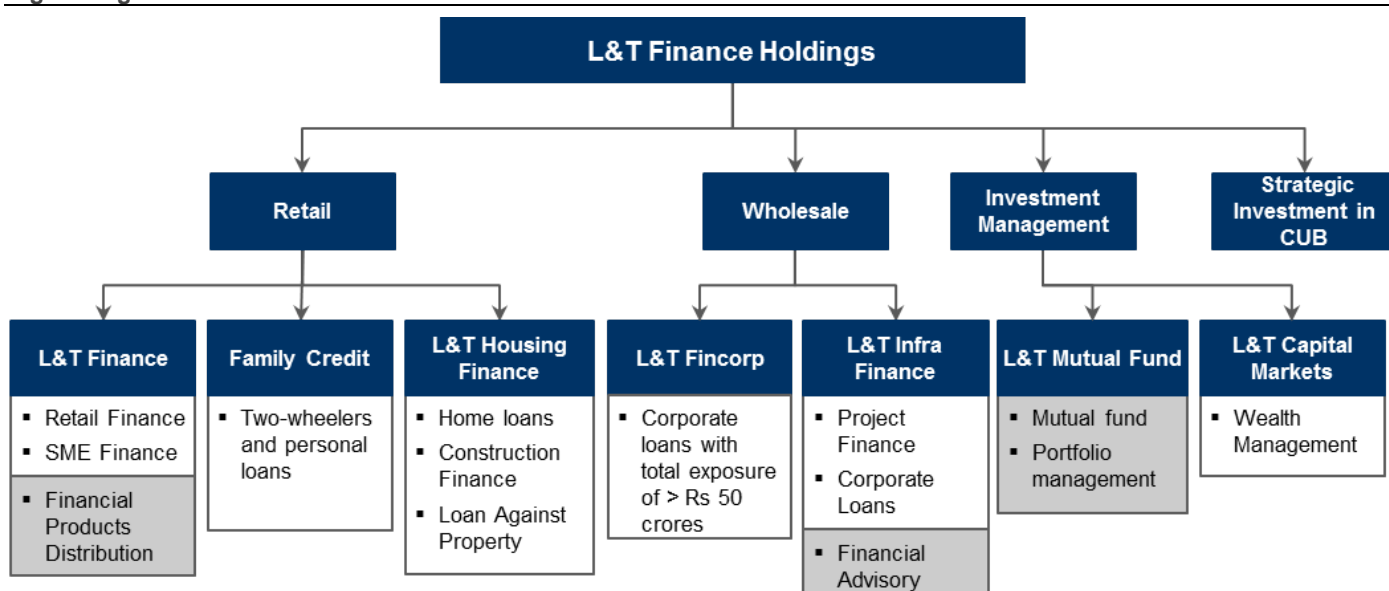 L&T Finance Holdings
Retail
Wholesale
Investment
Management
Strategic
Investment in
CUB
L&T Finance
▪ Retail Finance
▪ SME Finance
▪ Financial
Products
Distribution
Family Credit
▪ Two-wheelers
and personal
loans
L&T Housing
Finance
▪ Home loans
▪ Construction
Finance
▪ Loan Against
Property
L&T Fincorp
▪ Corporate
loans with
total exposure
of > Rs 50
crores
L&T Infra
Finance
▪ Project
Finance
▪ Corporate
Loans
▪ Financial
Advisory
L&T Mutual Fund
▪ Mutual fund
▪ Portfolio
management
L&T Capital
Markets
▪ Wealth
Management